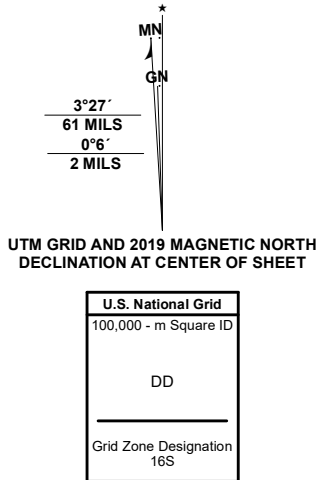 MN
GN
3°27´
61 MILS
0°6´
2 MILS
UTM GRID AND 2019 MAGNETIC NORTH
DECLINATION AT CENTER OF SHEET
U.S. National Grid
100,000 - m Square ID
DD
Grid Zone Designation
16S